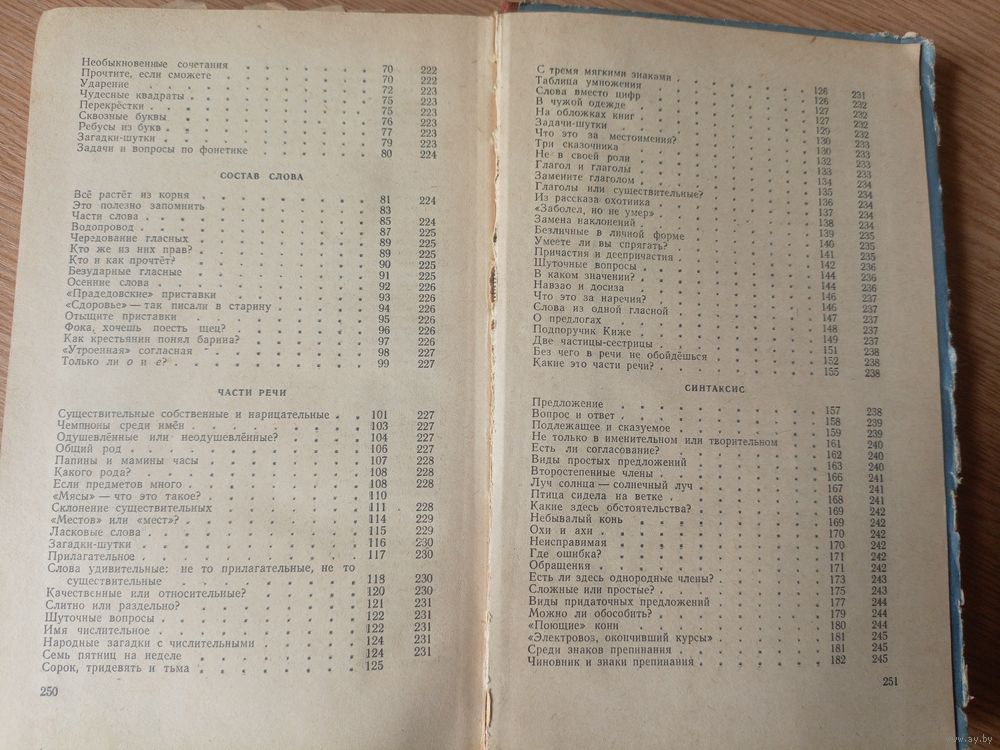 Необыкновенные сочетания 70 222
Прочтите, если сможете 70 222
Ударение 72 223
Чудесные квадраты 75 223
Перекрёстки 75 223
Сквозные буквы 76 223
Ребусы из букв 77 223
Загадки-шутки 79 223
Задачи и вопросы по фонетике 80 224
СОСТАВ СЛОВА
Всё растёт из корня 81 224
Это полезно запомнить 83
Части слова 85 224
Водопровод 87 225
Чередование гласных 89 225
Кто же из них прав? 89 225
Кто и как прочтёт? 90 225
Безударные гласные 91 225
Осенние слова 92 226
«Прадедовские» приставки 93 226
«Здоровье» — так писали в старину 94 226
Отыщите приставки 95 226
Фока, хочешь поесть щец? 96 226
Как крестьянин понял барина? 97 226
«Утроенная» согласная 98 227
Только ли о и е? 99 227
ЧАСТИ РЕЧИ
Существительные собственные и нарицательные 101 227
Чемпионы среди имён 103 227
Одушевлённые или неодушевлённые? 104 227
Общий род 106 227
Папины и мамины часы 107 228
Какого рода? 108 228
Если предметов много 108 228
«Мясы» — что это такое? 110
Склонение существительных 111 228
«Местов» или «мест»? 114 229
Ласковые слова 115 229
Загадки-шутки 116 230
Прилагательное 117 230
Слова удивительные: не то прилагательные, не то
существительные 118 230
Качественные или относительные? 120 230
Слитно или раздельно? 121 231
Шуточные вопросы 122 231
Имя числительное 122 231
Народные загадки с числительными 124 231
Семь пятниц на неделе 124 231
Сорок, тридевять и тьма 125
250
С тремя мягкими знаками 126 231
Таблица умножения 126 232
Слова вместо цифр 127 232
В чужой одежде 127 232
На обложках книг 129 232
Задачи-шутки 130 233
Что это за местоимения? 130 233
Три сказочника 132 233
Не в своей роли 133 233
Глагол и глаголы 134 234
Замените глаголом 135 234
Глаголы или существительные? 136 234
Из рассказа охотника 137 234
«Заболел, но не умер» 138 234
Замена наклонений 139 235
Безличные в личной форме 140 235
Умеете ли вы спрягать? 141 235
Причастия и деепричастия 142 236
Шуточные вопросы 144 236
В каком значении? 144 236
Навзао и досиза 146 237
Что это за наречия? 146 237
Слова из одной гласной 147 237
О предлогах 148 237
Подпоручик Киже 149 237
Две частицы-сестрицы 151 238
Без чего в речи не обойдёшься 152 238
Какие это части речи? 155 238
СИНТАКСИС
Предложение 157 238
Вопрос и ответ 158 239
Подлежащее и сказуемое 159 239
Не только в именительном или творительном 161 240
Есть ли согласование? 162 240
Виды простых предложений 163 240
Второстепенные члены 166 241
Луч солнца — солнечный луч 167 241
Птица сидела на ветке 168 241
Какие здесь обстоятельства? 169 242
Небывалый конь 169 242
Охи и ахи 170 242
Неисправимая 170 242
Где ошибка? 171 242
Обращения 171 242
Есть ли здесь однородные члены? 173 243
Сложные или простые? 175 243
Виды придаточных предложений 177 244
Можно ли обособить? 179 244
«Поющие» кони 180 244
«Электровоз, окончивший курсы» 181 245
Среди знаков препинания 181 245
Чиновник и знаки препинания 182 245
251
www.ay.by